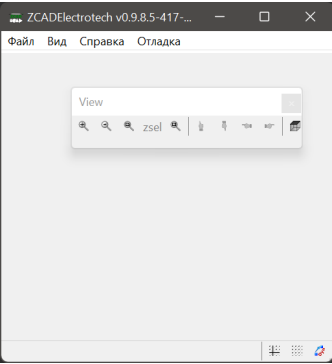 ZCADElectrotech v0.9.8.5-417-...
Файл Вид Справка Отладка
View
zsel